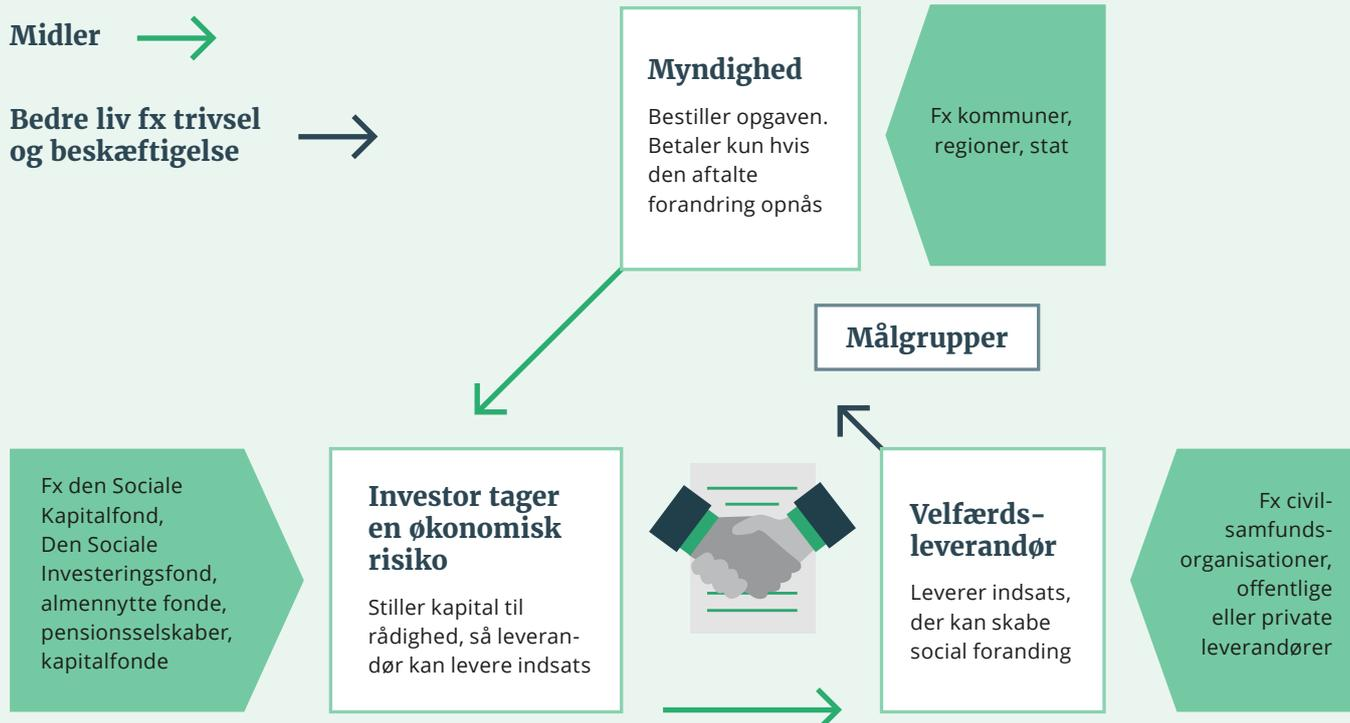 Midler
Bedre liv fx trivsel
og beskæftigelse
Myndighed
Bestiller opgaven.
Betaler kun hvis
den aftalte
forandring opnås
Fx kommuner,
regioner, stat
Målgrupper
Fx den Sociale
Kapitalfond,
Den Sociale
Investeringsfond,
almennytte fonde,
pensionsselskaber,
kapitalfonde
Investor tager
en økonomisk
risiko
Stiller kapital til
rådighed, så leveran-
dør kan levere indsats
Velfærds-
leverandør
Leverer indsats,
der kan skabe
social foranding
Fx civil-
samfunds-
organisationer,
offentlige
eller private
leverandører